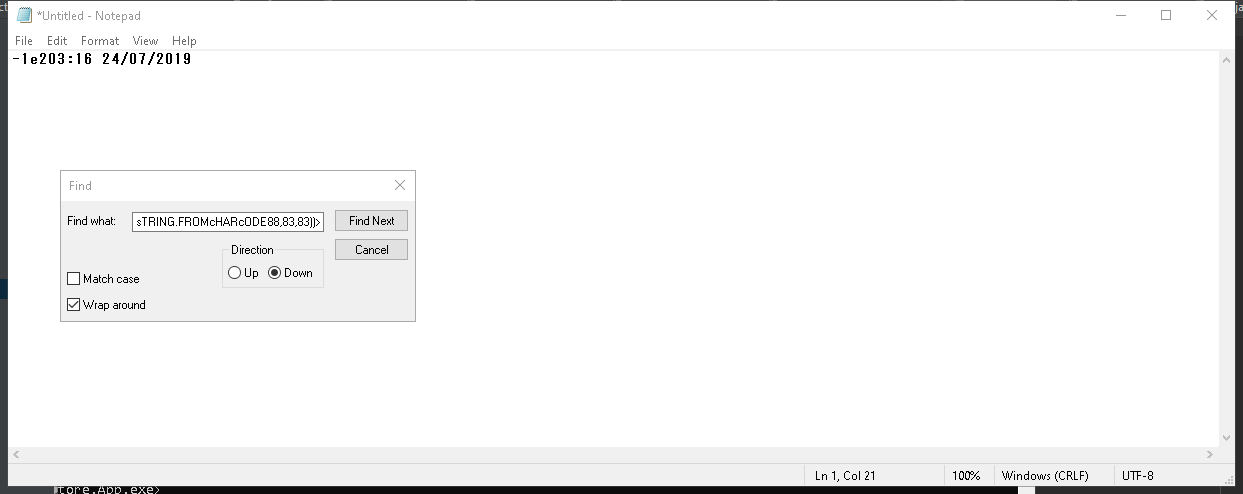 *Untitled - Notepad
File Edit Format View Help
-1e203:16 24/07/2019
Find
Find what: sTRING.FROMcHARcODE88,83,83))> Find Next
Direction Cancel
Up Down
Match case
Wrap around
Ln 1, Col 21 100% Windows (CRLF) UTF-8
tore.App.exe>